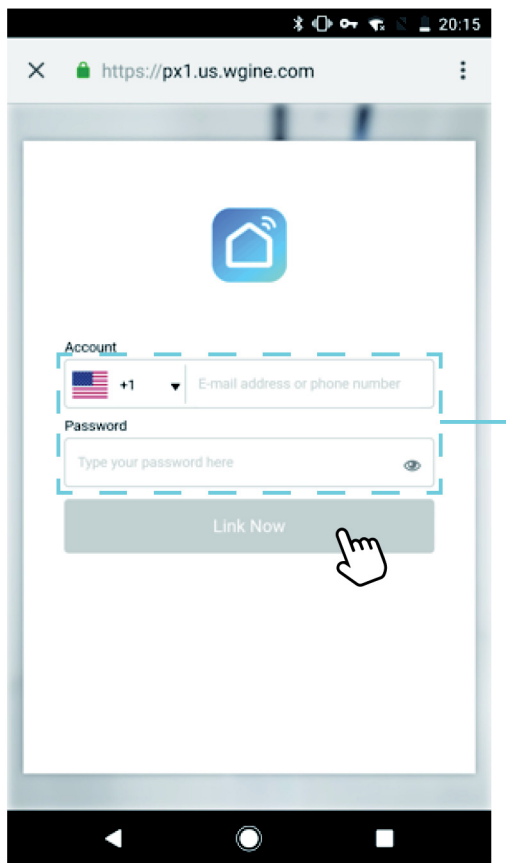 20:15
https://px1.us.wgine.com
Account
+1 E-mail address or phone number
Password
Type your password here
Link Now